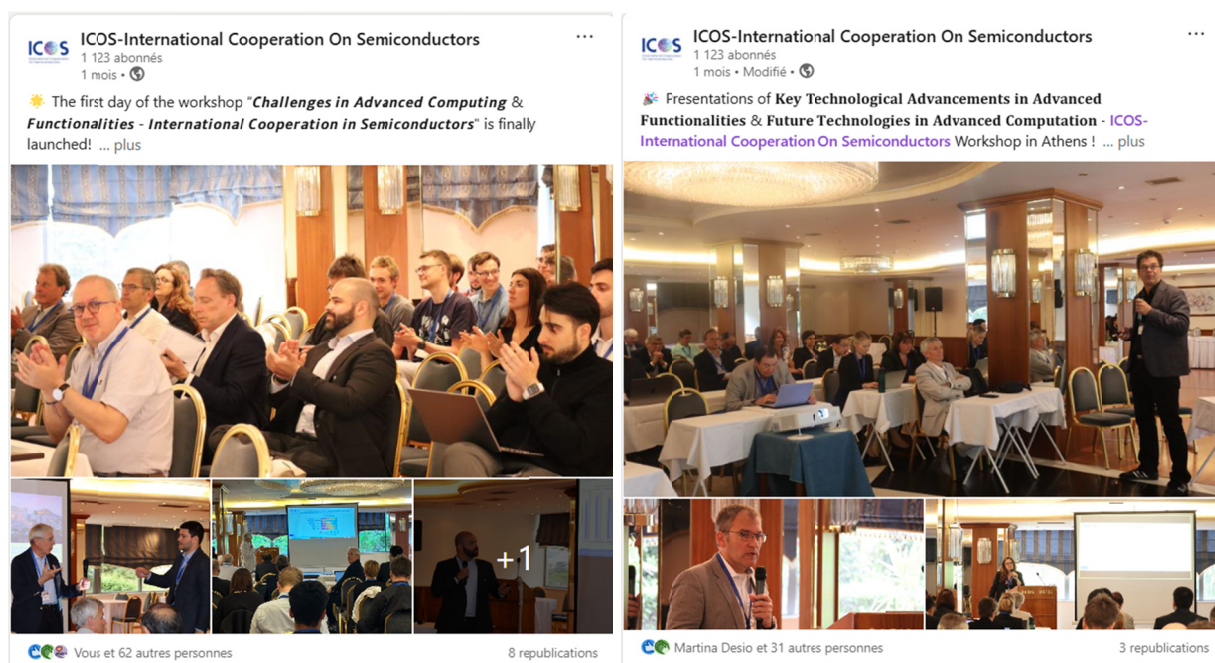 ICOS
ICOS-International Cooperation On Semiconductors
1 123 abonnés
1 mois •
The first day of the workshop "Challenges in Advanced Computing &
Functionalities - International Cooperation in Semiconductors" is finally
launched! ... plus
+1
Vous et 62 autres personnes
8 republications
ICOS
ICOS-International Cooperation On Semiconductors
1 123 abonnés
1 mois • Modifié •
Presentations of Key Technological Advancements in Advanced
Functionalities & Future Technologies in Advanced Computation - ICOS-
International Cooperation On Semiconductors Workshop in Athens ! ... plus
Martina Desio et 31 autres personnes
3 republications